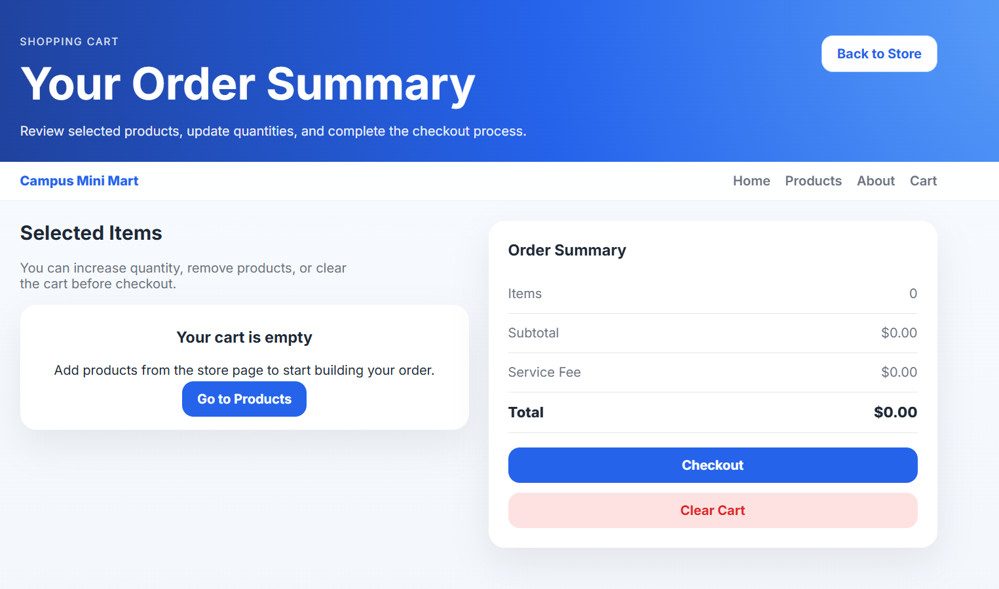 SHOPPING CART
Your Order Summary
Review selected products, update quantities, and complete the checkout process.
Back to Store
Campus Mini Mart
Home Products About Cart
Selected Items
You can increase quantity, remove products, or clear
the cart before checkout.
Your cart is empty
Add products from the store page to start building your order.
Go to Products
Order Summary
Items 0
Subtotal $0.00
Service Fee $0.00
Total $0.00
Checkout
Clear Cart